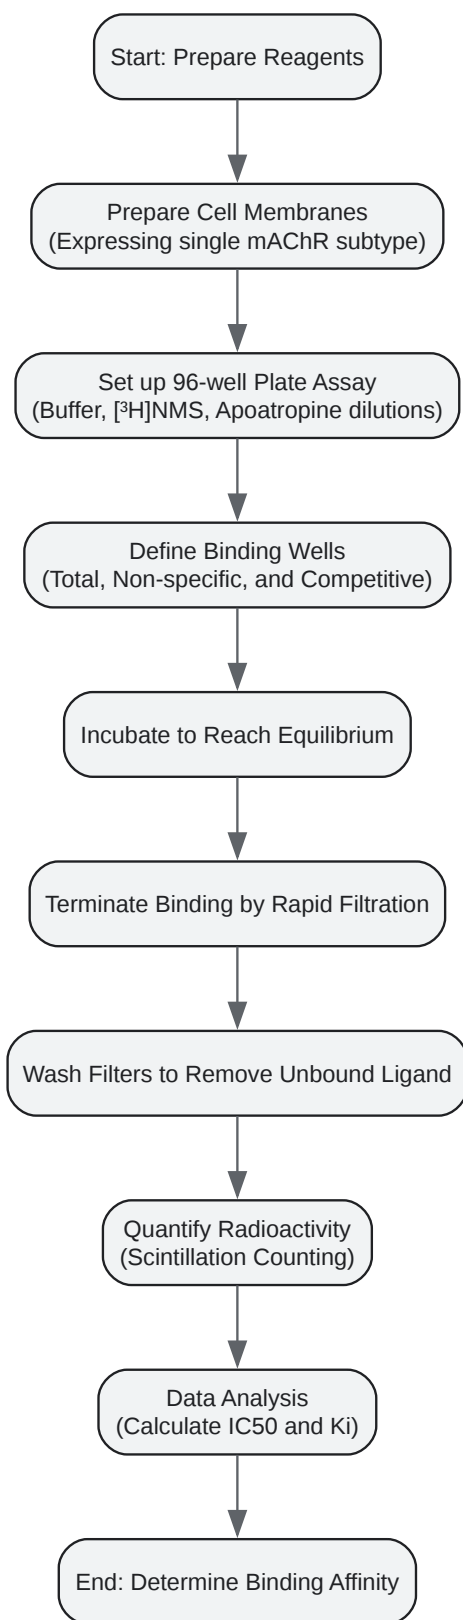 Start: Prepare Reagents
Prepare Cell Membranes
(Expressing single mAChR subtype)
Set up 96-well Plate Assay
(Buffer, [³H]NMS, Apoatropine dilutions)
Define Binding Wells
(Total, Non-specific, and Competitive)
Incubate to Reach Equilibrium
Terminate Binding by Rapid Filtration
Wash Filters to Remove Unbound Ligand
Quantify Radioactivity
(Scintillation Counting)
Data Analysis
(Calculate IC50 and Ki)
End: Determine Binding Affinity